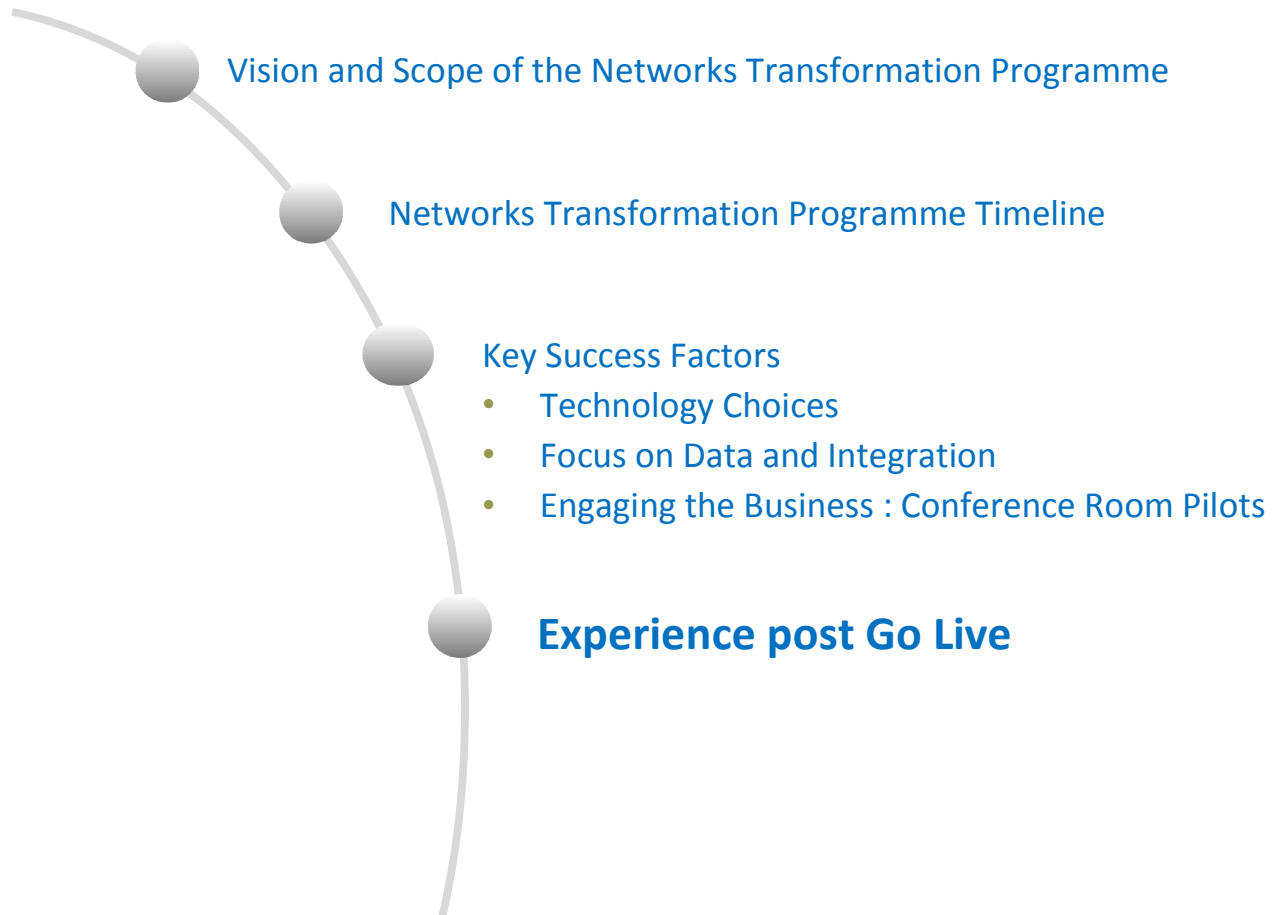 Vision and Scope of the Networks Transformation Programme
Networks Transformation Programme Timeline
Key Success Factors
• Technology Choices
• Focus on Data and Integration
• Engaging the Business : Conference Room Pilots
Experience post Go Live